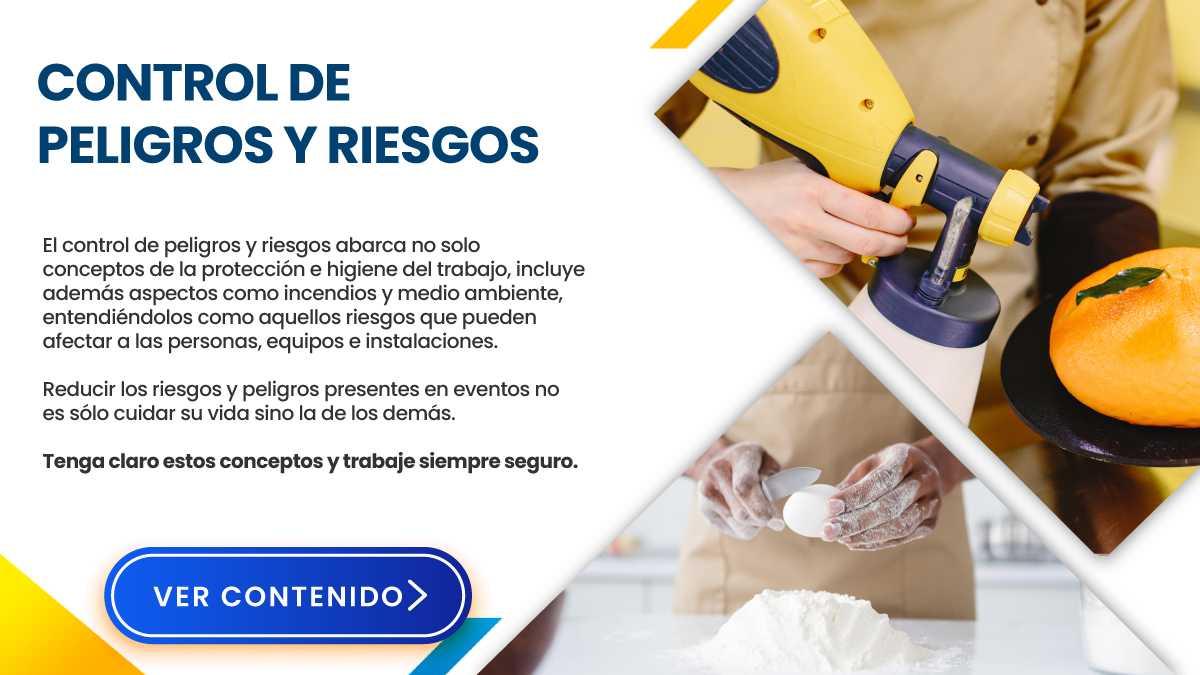 CONTROL DE
PELIGROS Y RIESGOS
El control de peligros y riesgos abarca no solo
conceptos de la protección e higiene del trabajo, incluye
además aspectos como incendios y medio ambiente,
entendiéndolos como aquellos riesgos que pueden
afectar a las personas, equipos e instalaciones.
Reducir los riesgos y peligros presentes en eventos no
es sólo cuidar su vida sino la de los demás.
Tenga claro estos conceptos y trabaje siempre seguro.
VER CONTENIDO